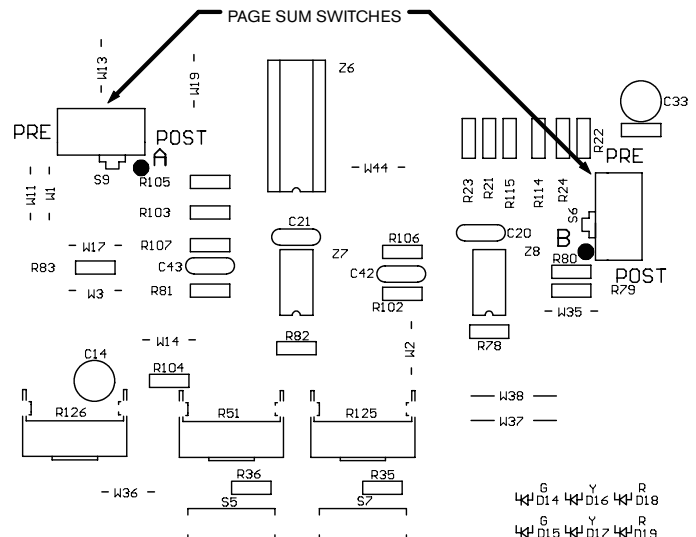 PAGE SUM SWITCHES
W13
W19
Z6
C33
PRE
POST
A
S9
R105
W44
R23
R21
R115
R114
R24
R22
PRE
W11
W1
R103
S6
W17
R107
C21
R106
C20
B
Z8
R83
C43
Z7
C42
R80
POST
W3
R81
R102
R79
W35
W14
R82
W2
R78
C14
R104
W38
R126
R51
R125
W37
W36
R36
R35
S5
S7
G
Y
R
D14
D16
D18
G
Y
R
D15
D17
D19